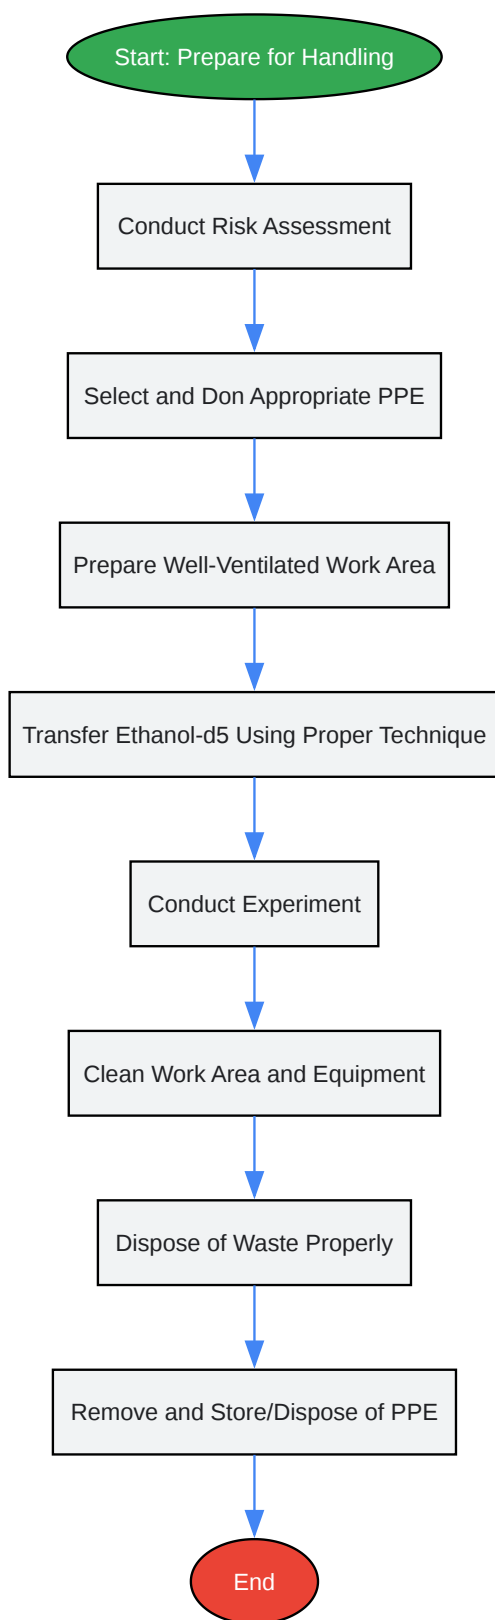 Start: Prepare for Handling
Conduct Risk Assessment
Select and Don Appropriate PPE
Prepare Well-Ventilated Work Area
Transfer Ethanol-d5 Using Proper Technique
Conduct Experiment
Clean Work Area and Equipment
Dispose of Waste Properly
Remove and Store/Dispose of PPE
End